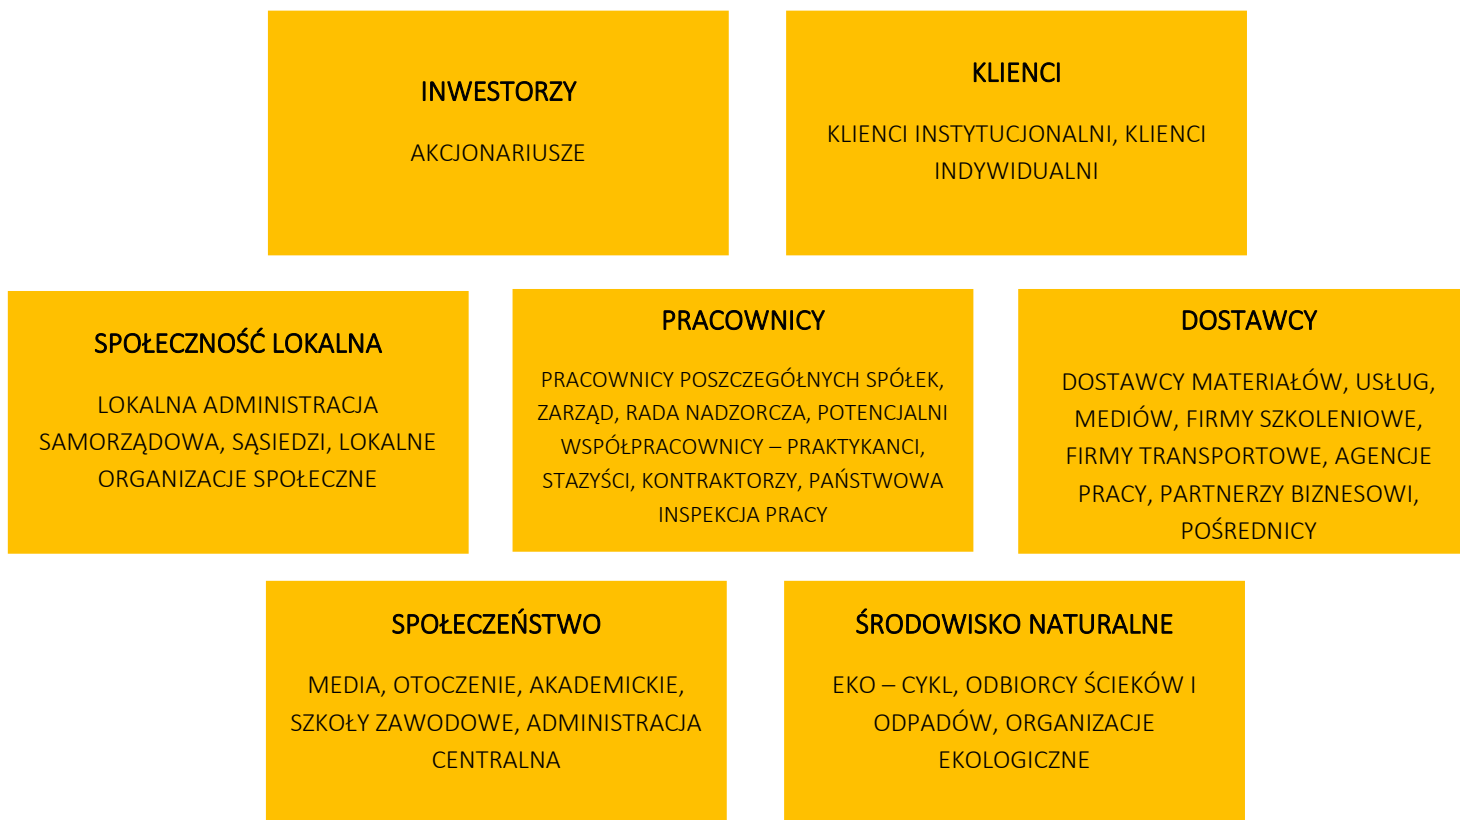 INWESTORZY
AKCJONARIUSZE
KLIENCI
KLIENCI INSTYTUCJONALNI, KLIENCI
INDYWIDUALNI
SPOŁECZNOŚĆ LOKALNA
LOKALNA ADMINISTRACJA
SAMORZĄDOWA, SĄSIEDZI, LOKALNE
ORGANIZACJE SPOŁECZNE
PRACOWNICY
PRACOWNICY POSZCZEGÓŁNYCH SPÓŁEK,
ZARZĄD, RADA NADZORCZA, POTENCJALNI
WSPÓŁPRACOWNICY – PRAKTYKANCI,
STAZYŚCI, KONTRAKTORZY, PAŃSTWOWA
INSPEKCJA PRACY
DOSTAWCY
DOSTAWCY MATERIAŁÓW, USŁUG,
MEDIÓW, FIRMY SZKOLENIOWE,
FIRMY TRANSPORTOWE, AGENCJE
PRACY, PARTNERZY BIZNESOWI,
POŚREDNICY
SPOŁECZEŃSTWO
MEDIA, OTOCZENIE, AKADEMICKIE,
SZKOŁY ZAWODOWE, ADMINISTRACJA
CENTRALNA
ŚRODOWISKO NATURALNE
EKO – CYKL, ODBIORCY ŚCIEKÓW I
ODPADÓW, ORGANIZACJE
EKOLOGICZNE